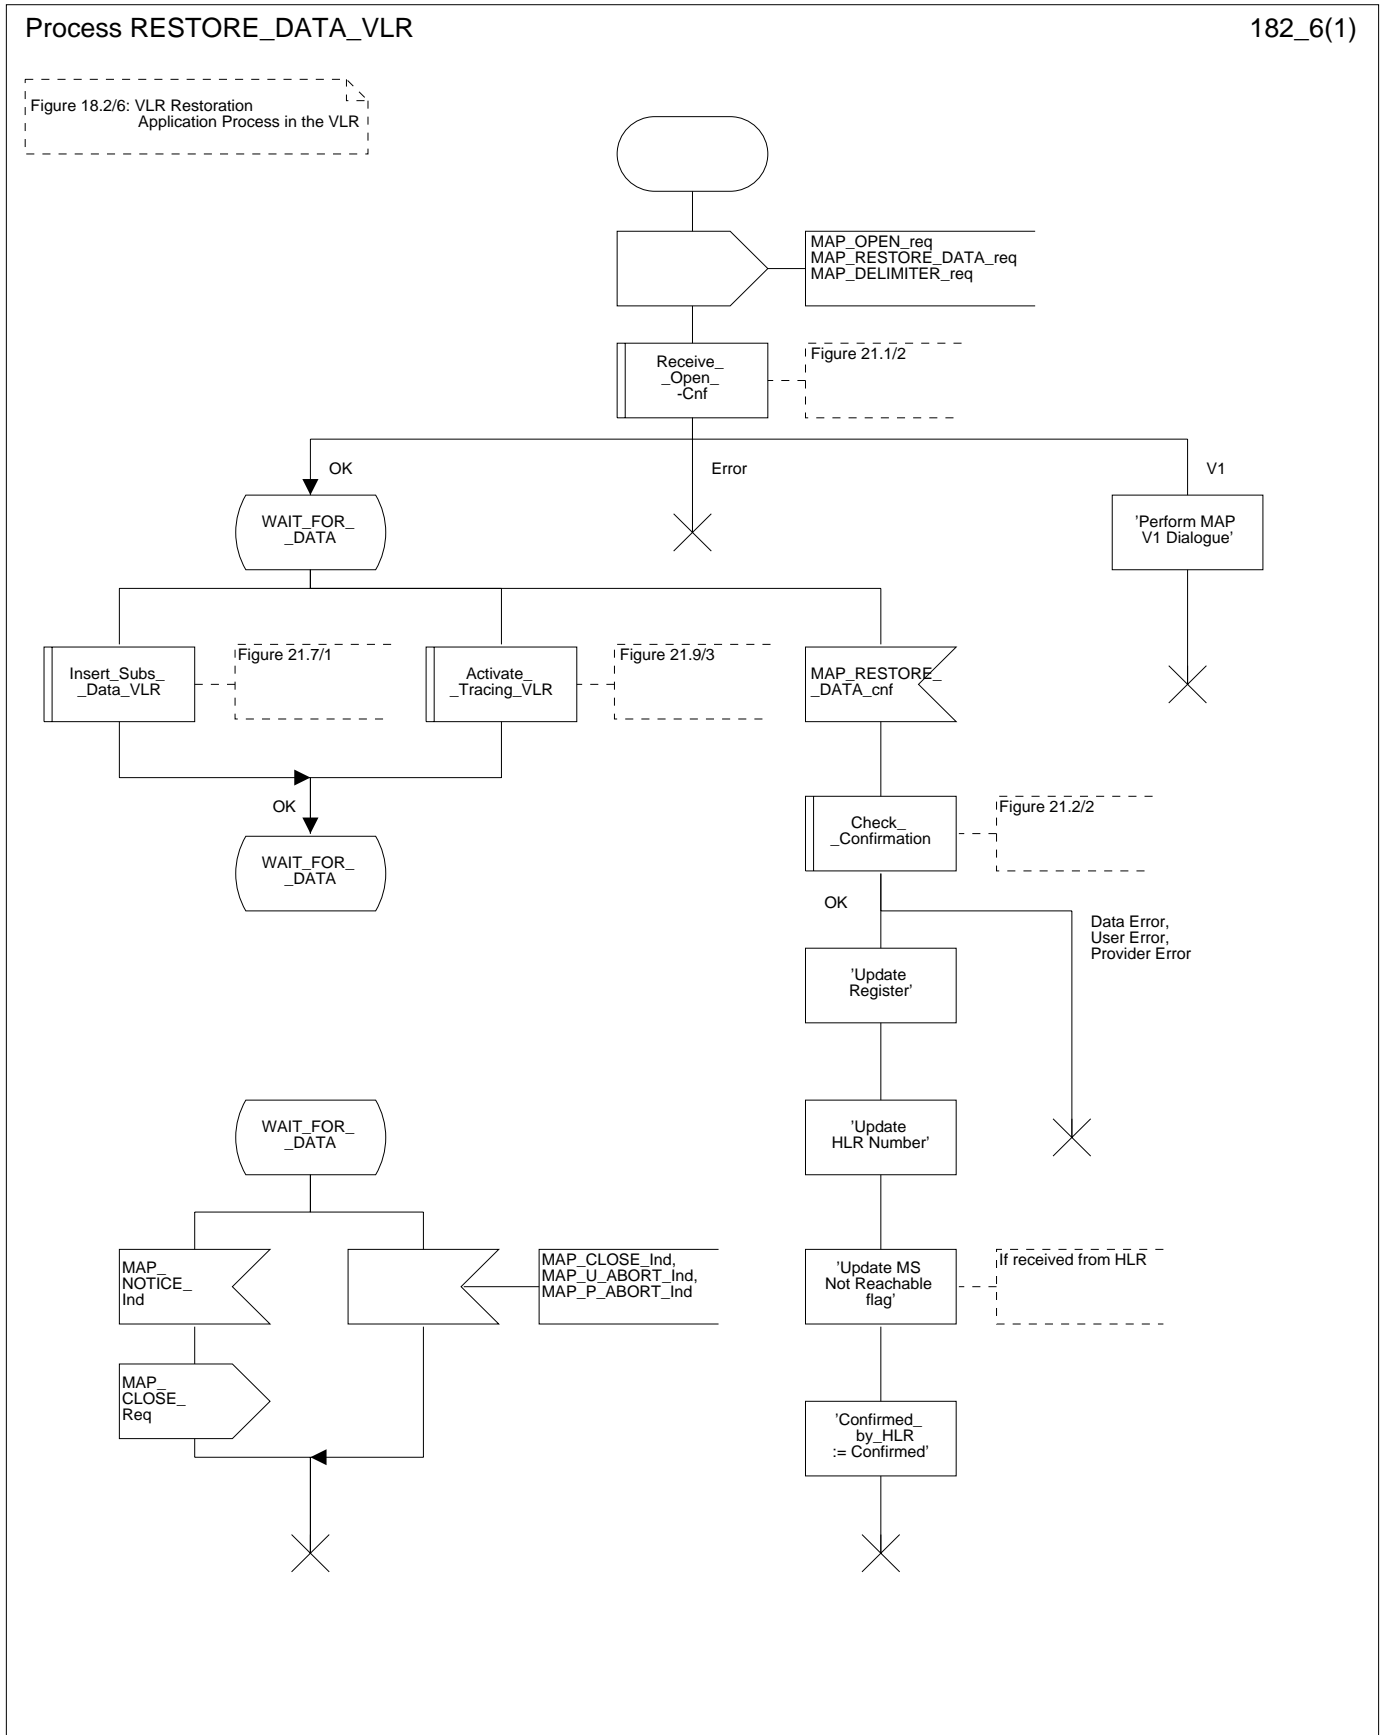 Process RESTORE_DATA_VLR
182_6(1)
Figure 18.2/6: VLR Restoration
Application Process in the VLR
MAP_OPEN_req
MAP_RESTORE_DATA_req
MAP_DELIMITER_req
Receive_
_Open_
-Cnf
Figure 21.1/2
OK
Error
V1
WAIT_FOR_
_DATA
'Perform MAP
V1 Dialogue'
Insert_Subs_
_Data_VLR
Figure 21.7/1
Activate_
_Tracing_VLR
Figure 21.9/3
MAP_RESTORE_
_DATA_cnf
OK
WAIT_FOR_
_DATA
Check_
_Confirmation
Figure 21.2/2
OK
Data Error,
User Error,
Provider Error
'Update
Register'
WAIT_FOR_
_DATA
'Update
HLR Number'
MAP_
NOTICE_
Ind
MAP_CLOSE_Ind,
MAP_U_ABORT_Ind,
MAP_P_ABORT_Ind
'Update MS
Not Reachable
flag'
If received from HLR
MAP_
CLOSE_
Req
'Confirmed_
by_HLR
:= Confirmed'